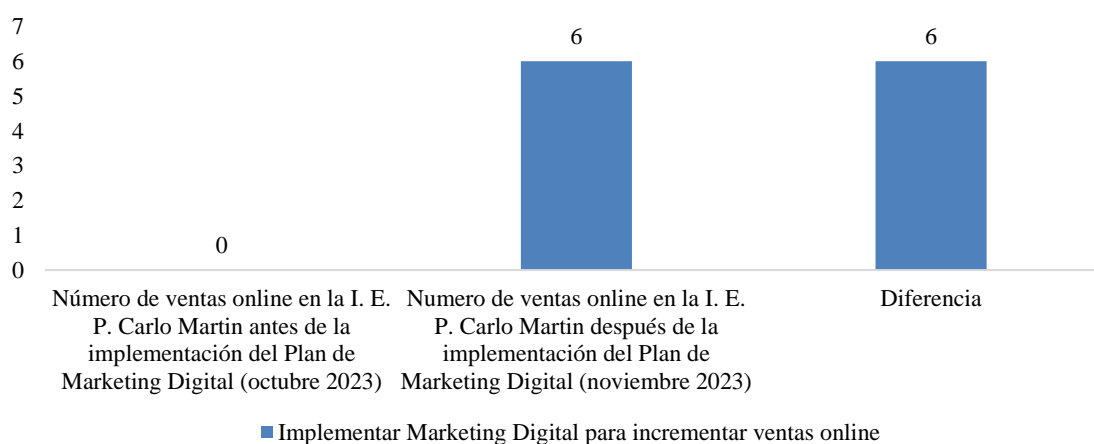 7
6
5
4
3
2
1
0
0
6
6
Número de ventas online en la I. E.
P. Carlo Martin antes de la
implementación del Plan de
Marketing Digital (octubre 2023)
Numero de ventas online en la I. E.
P. Carlo Martin después de la
implementación del Plan de
Marketing Digital (noviembre 2023)
Diferencia
Implementar Marketing Digital para incrementar ventas online